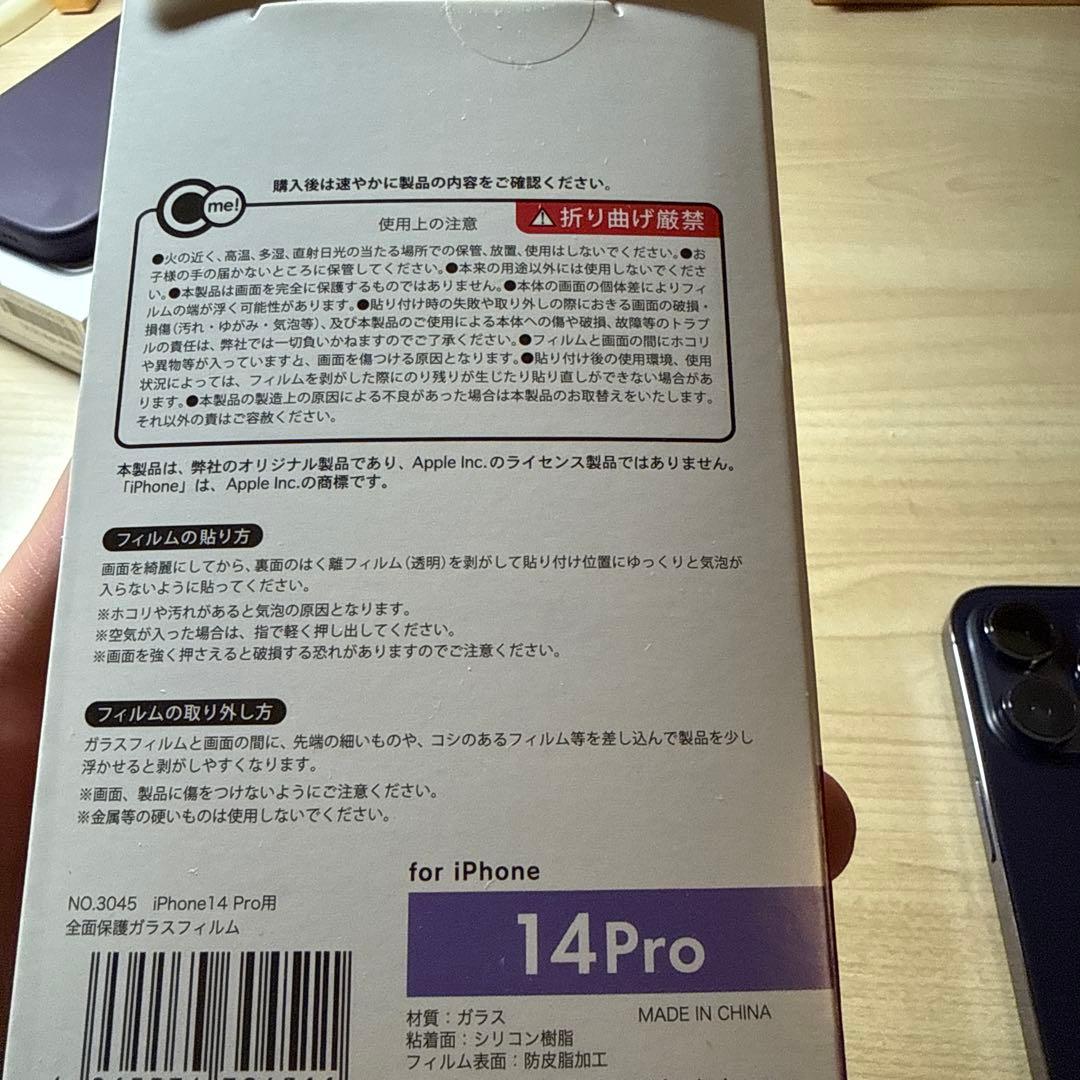 me!
購入後は速やかに製品の内容をご確認ください。
使用上の注意
折り曲げ厳禁
●火の近く、高温、多湿、直射日光の当たる場所での保管、放置、使用はしないでください。●お
子様の手の届かないところに保管してください。●本来の用途以外には使用しないでくださ
い。●本製品は画面を完全に保護するものではありません。●本体の画面の個体差によりフィ
ルムの端が浮く可能性があります。●貼り付け時の失敗や取り外しの際におきる画面の破損・
損傷(汚れ・ゆがみ・気泡等)、及び本製品のご使用による本体への傷や破損、故障等のトラブ
ルの責任は、弊社では一切負いかねますのでご了承ください。●フィルムと画面の間にホコリ
や異物等が入っていますと、画面を傷つける原因となります。●貼り付け後の使用環境、使用
状況によっては、フィルムを剥がした際にのり残りが生じたり貼り直しができない場合があ
ります。●本製品の製造上の原因による不良があった場合は本製品のお取替えをいたします。
それ以外の責はご容赦ください。
本製品は、弊社のオリジナル製品であり、Apple Inc.のライセンス製品ではありません。
「iPhone」は、Apple Inc.の商標です。
フィルムの貼り方
画面を綺麗にしてから、裏面のはく離フィルム(透明)を剥がして貼り付け位置にゆっくりと気泡が
入らないように貼ってください。
※ホコリや汚れがあると気泡の原因となります。
※空気が入った場合は、指で軽く押し出してください。
※画面を強く押さえると破損する恐れがありますのでご注意ください。
フィルムの取り外し方
ガラスフィルムと画面の間に、先端の細いものや、コシのあるフィルム等を差し込んで製品を少し
浮かせると剥がしやすくなります。
※画面、製品に傷をつけないようにご注意ください。
※金属等の硬いものは使用しないでください。
NO.3045 iPhone14 Pro用
全面保護ガラスフィルム
for iPhone
14Pro
材質：ガラス
MADE IN CHINA
粘着面：シリコン樹脂
フィルム表面：防皮脂加工